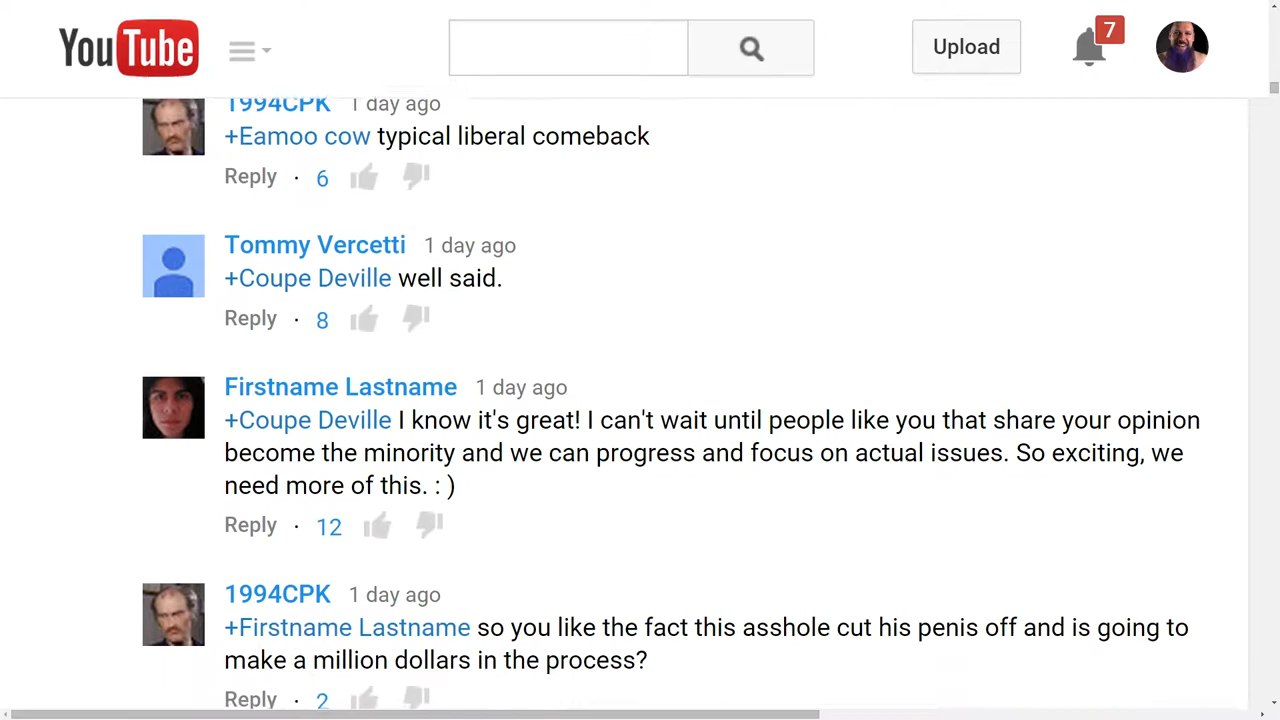 YouTube
Upload
7
1994CPK 1 day ago
+Eamoo cow typical liberal comeback
Reply · 6
Tommy Vercetti 1 day ago
+Coupe Deville well said.
Reply · 8
Firstname Lastname 1 day ago
+Coupe Deville I know it's great! I can't wait until people like you that share your opinion
become the minority and we can progress and focus on actual issues. So exciting, we
need more of this. : )
Reply · 12
1994CPK 1 day ago
+Firstname Lastname so you like the fact this asshole cut his penis off and is going to
make a million dollars in the process?
Reply · 2